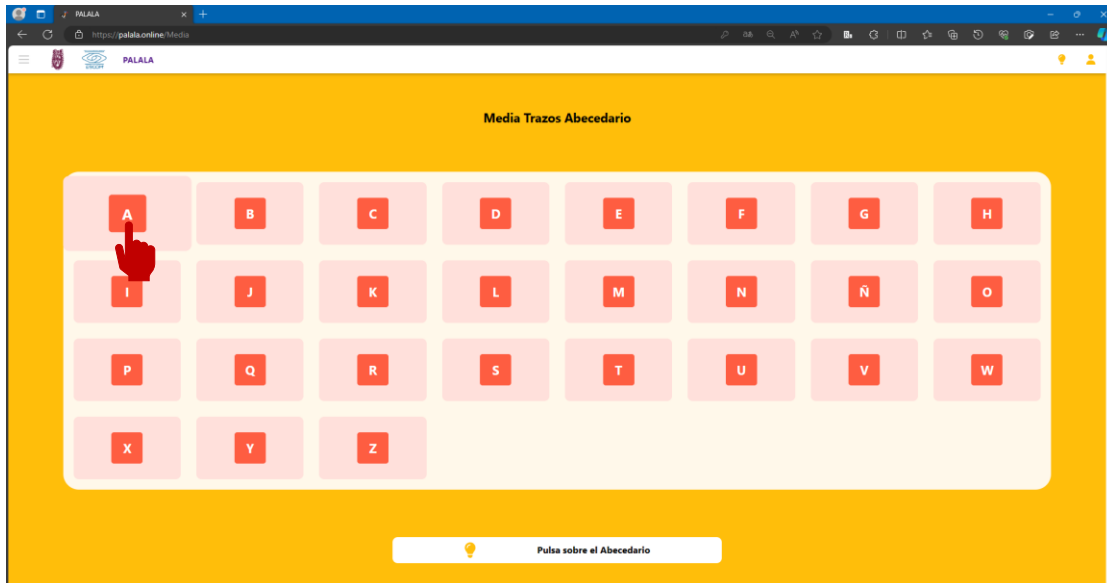 PALALA
https://palala.online/Media
PALALA
Media Trazos Abecedario
A B C D E F G H
I J K L M N Ñ O
P Q R S T U V W
X Y Z
Pulsa sobre el Abecedario